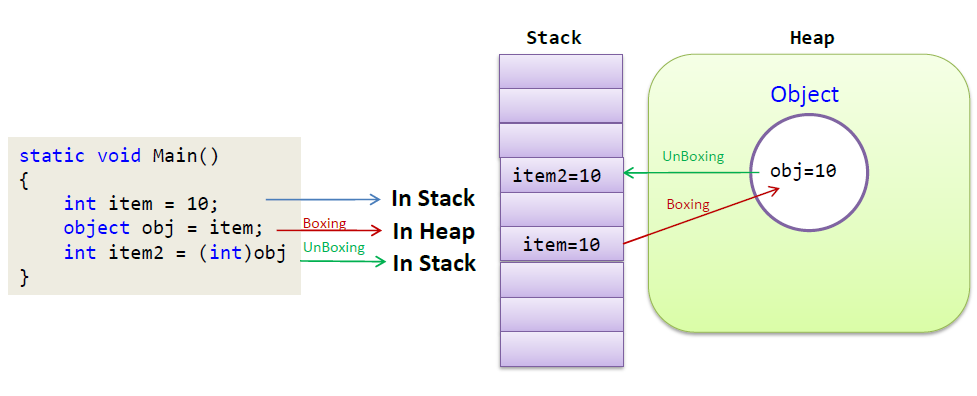 static void Main()
{
int item = 10;
object obj = item;
int item2 = (int)obj
}
Boxing
UnBoxing
In Stack
In Heap
In Stack
Stack
item2=10
item=10
Heap
Object
obj=10
UnBoxing
Boxing